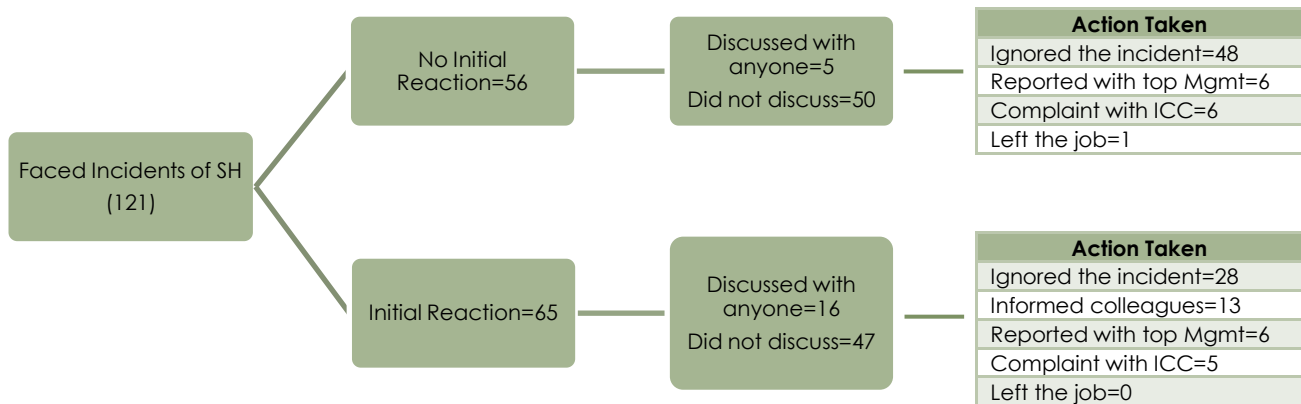 Faced Incidents of SH
(121)
No Initial
Reaction=56
Discussed with
anyone=5
Did not discuss=50
Action Taken
Ignored the incident=48
Reported with top Mgmt=6
Complaint with ICC=6
Left the job=1
Initial Reaction=65
Discussed with
anyone=16
Did not discuss=47
Action Taken
Ignored the incident=28
Informed colleagues=13
Reported with top Mgmt=6
Complaint with ICC=5
Left the job=0